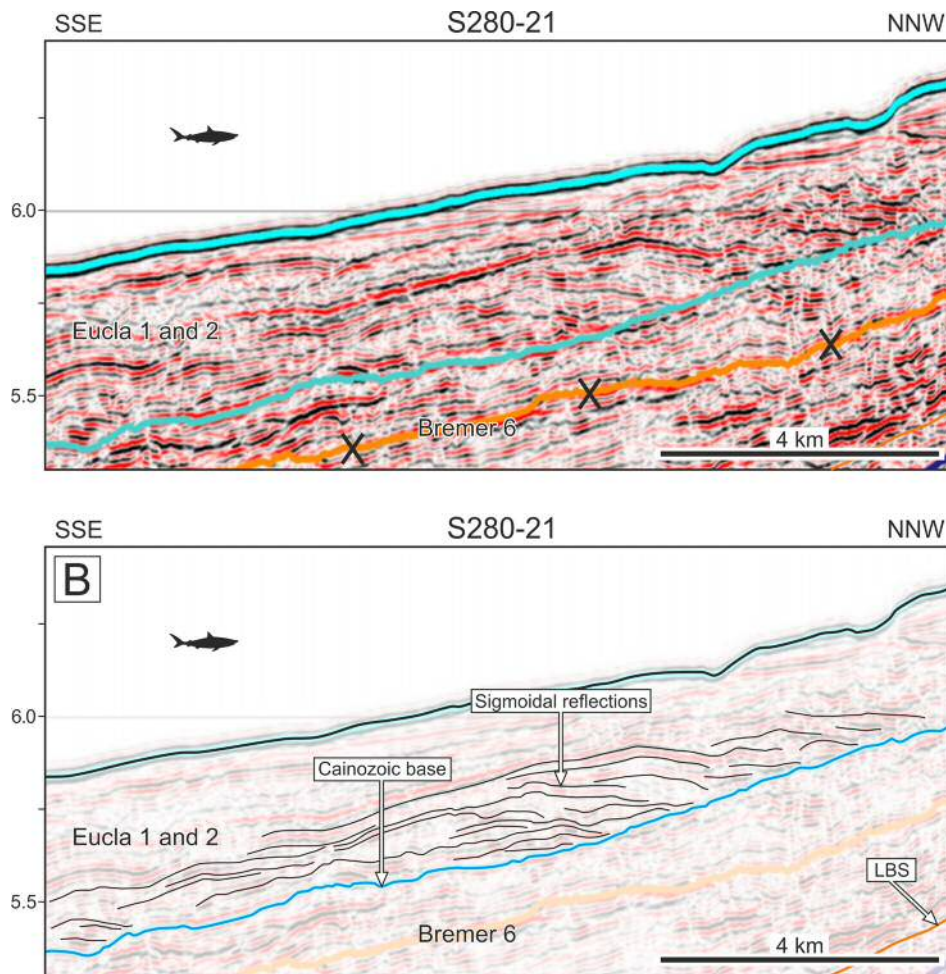 SSE S280-21 NNW
6.0
Eucla 1 and 2
5.5
Bremer 6
4 km
SSE S280-21 NNW
B
Sigmoidal reflections
6.0
Cainozoic base
Eucla 1 and 2
LBS
5.5
Bremer 6
4 km